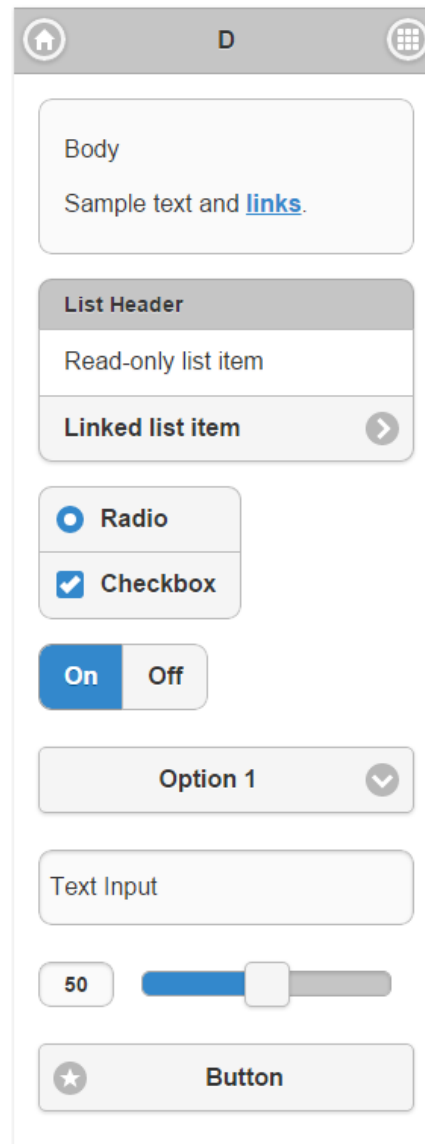 D
Body
Sample text and links.
List Header
Read-only list item
Linked list item
Radio
Checkbox
On Off
Option 1
Text Input
50
Button